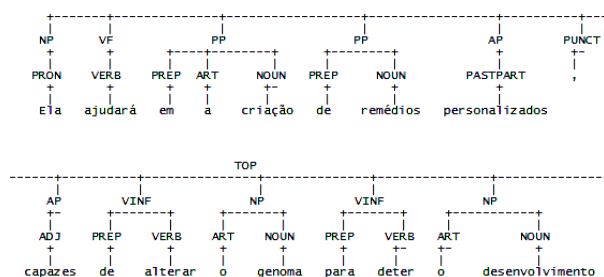 NP VF PP PP AP PUNCT
PRON VERB PREP ART NOUN PREP NOUN PASTPART ,
Ela ajudará em a criação de remédios personalizados
TOP
AP VINF NP VINF NP
ADJ PREP VERB ART NOUN PREP VERB ART NOUN
capazes de alterar o genoma para deter o desenvolvimento